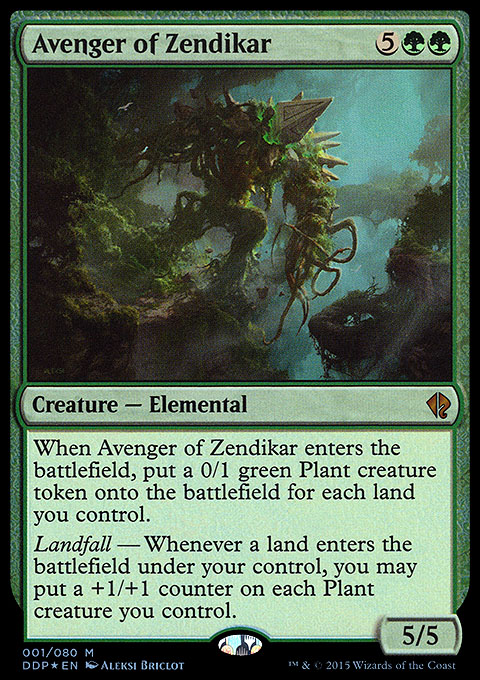 Avenger of Zendikar 5
Creature — Elemental
When Avenger of Zendikar enters the
battlefield, put a 0/1 green Plant creature
token onto the battlefield for each land
you control.
Landfall — Whenever a land enters the
battlefield under your control, you may
put a +1/+1 counter on each Plant
creature you control.
5/5
001/080 M
DDP★EN Aleksi Briclot
™ & © 2015 Wizards of the Coast